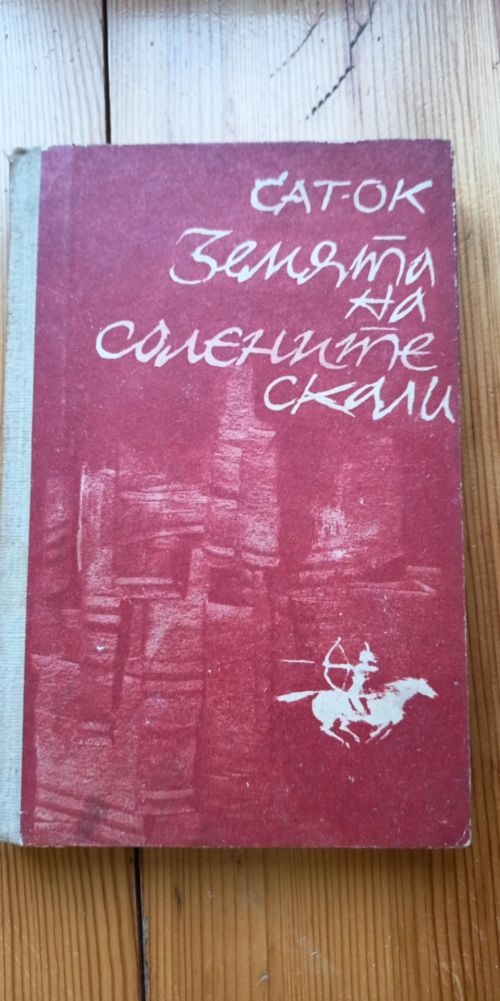 САТ-ОК
Земята
на
солените
скали